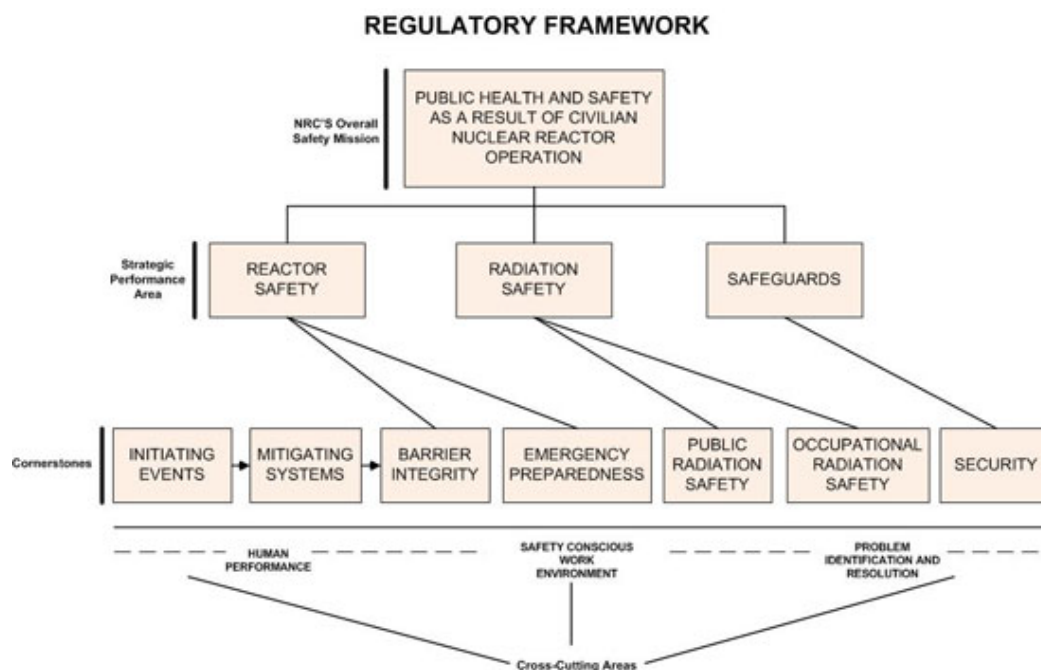 REGULATORY FRAMEWORK
NRC'S Overall
Safety Mission
PUBLIC HEALTH AND SAFETY
AS A RESULT OF CIVILIAN
NUCLEAR REACTOR
OPERATION
Strategic
Performance
Area
REACTOR
SAFETY
RADIATION
SAFETY
SAFEGUARDS
Cornerstones
INITIATING
EVENTS
MITIGATING
SYSTEMS
BARRIER
INTEGRITY
EMERGENCY
PREPAREDNESS
PUBLIC
RADIATION
SAFETY
OCCUPATIONAL
RADIATION
SAFETY
SECURITY
HUMAN
PERFORMANCE
SAFETY CONSCIOUS
WORK
ENVIRONMENT
PROBLEM
IDENTIFICATION AND
RESOLUTION
Cross-Cutting Areas